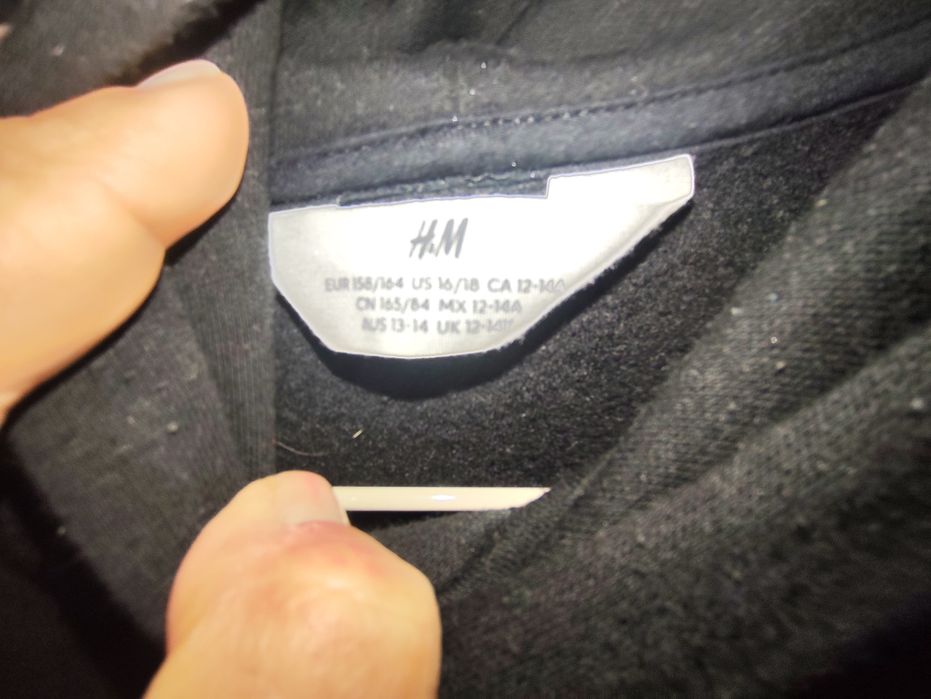 H&M
EUR 158/164 US 16/18 CA 12-14A
CN 165/84 MX 12-14A
AUS 13-14 UK 12-14Y